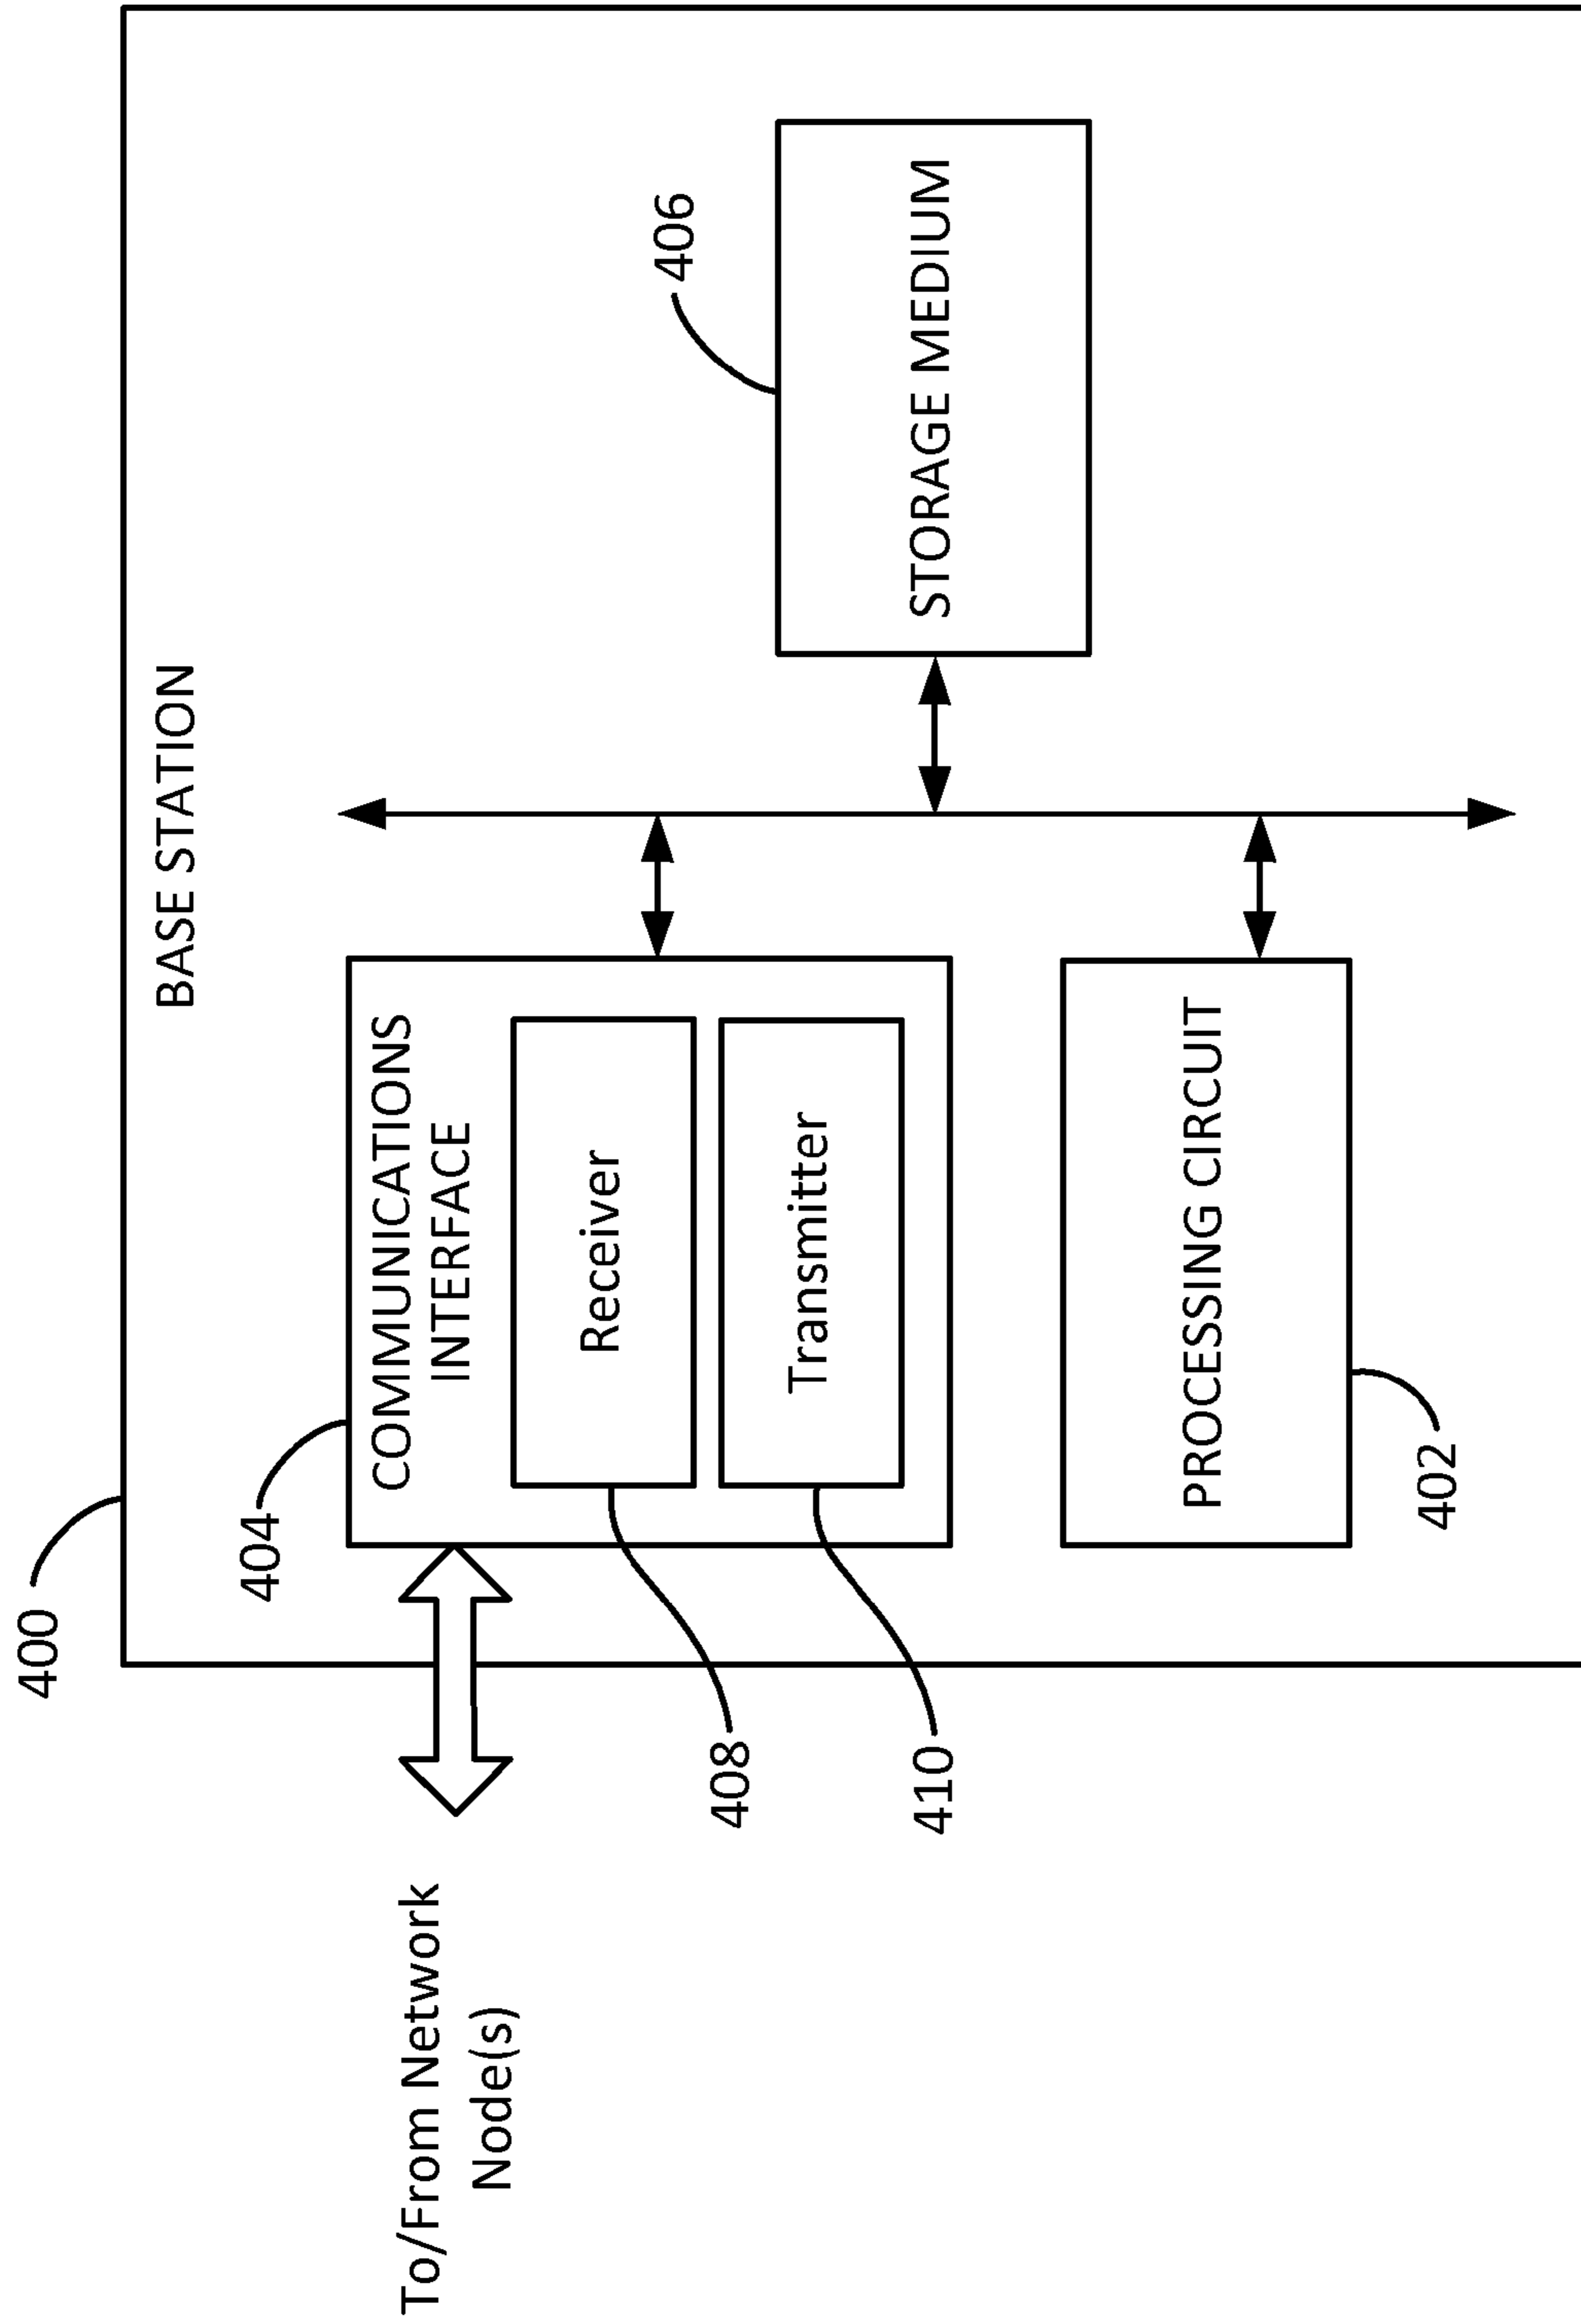 400
BASE STATION
404
COMMUNICATIONS
INTERFACE
To/From Network
Node(s)
Receiver
408
Transmitter
410
406
STORAGE MEDIUM
PROCESSING CIRCUIT
402